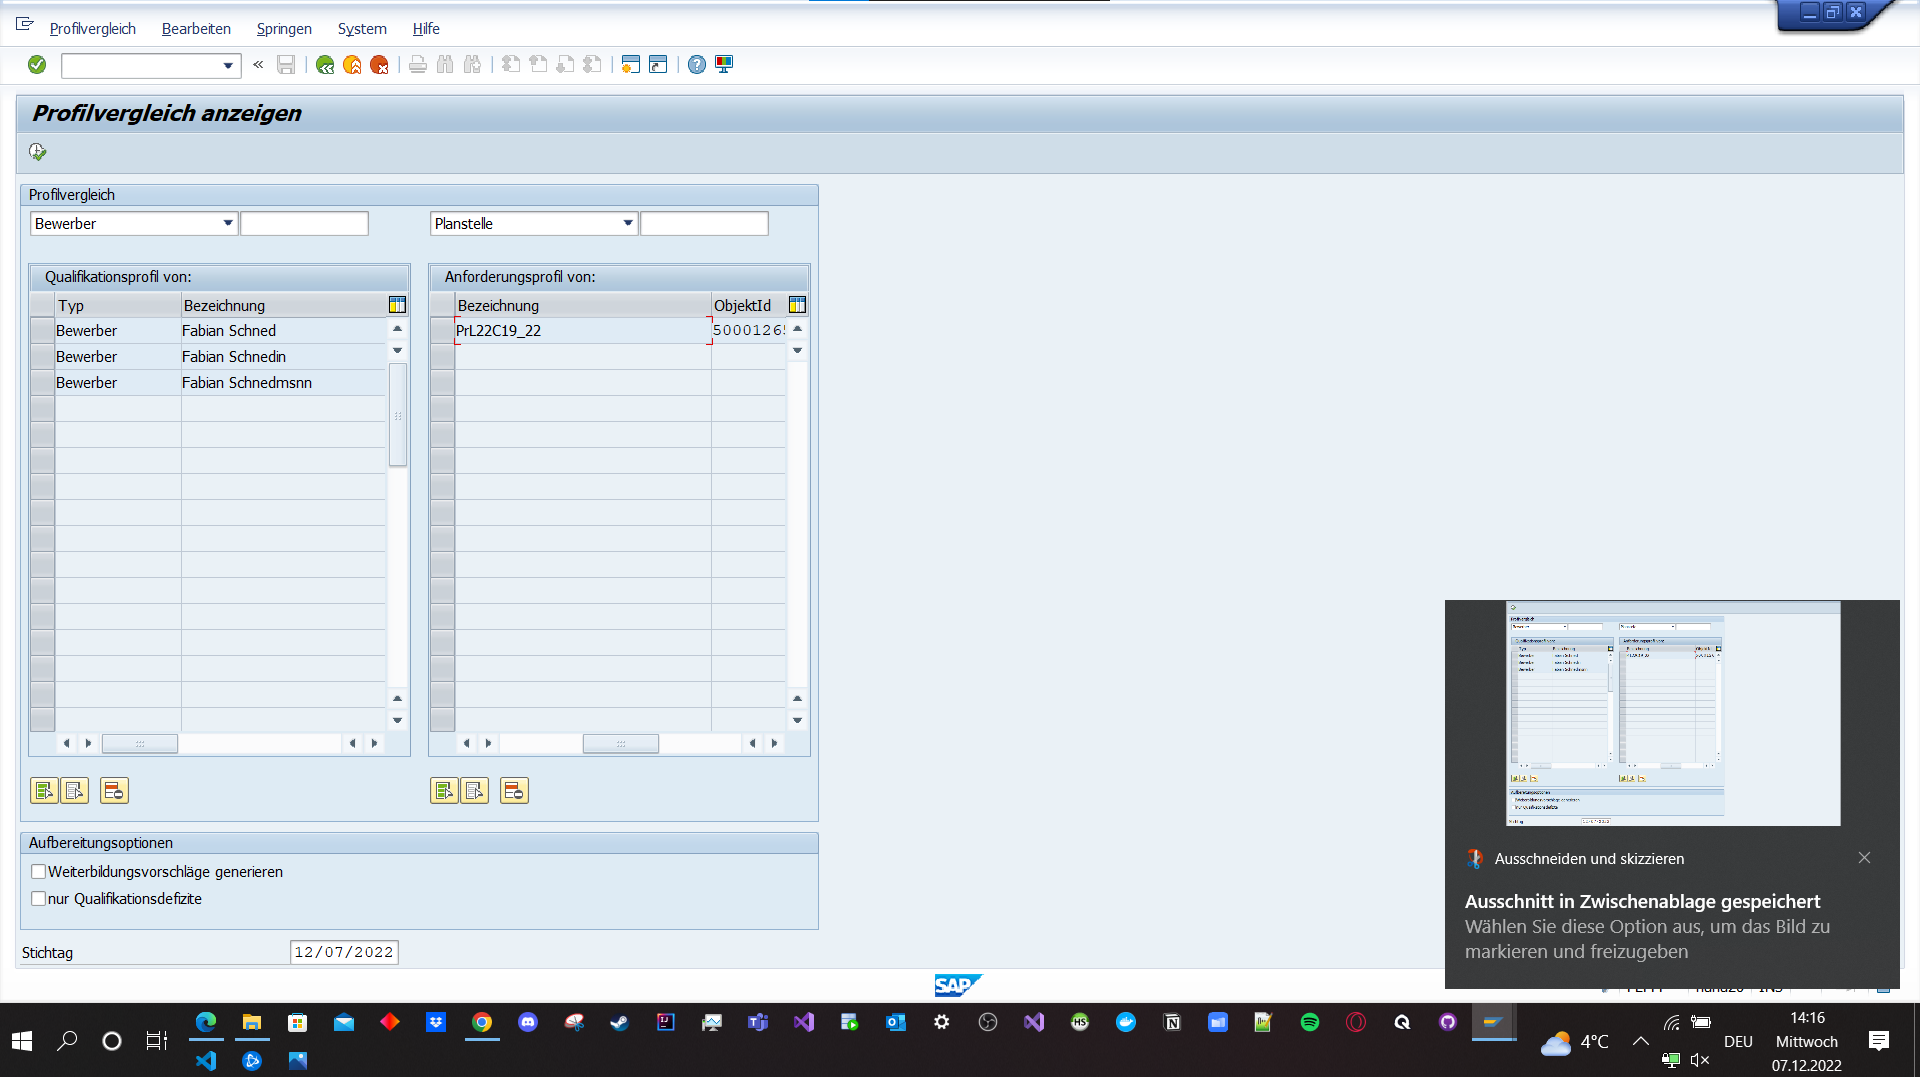 Profilvergleich Bearbeiten Springen System Hilfe
Profilvergleich anzeigen
Profilvergleich
Bewerber Planstelle
Qualifikationsprofil von: Anforderungsprofil von:
Typ Bezeichnung Bezeichnung ObjektId
Bewerber Fabian Schned PrL22C19_22 5000126
Bewerber Fabian Schnedin
Bewerber Fabian Schnedmsnn
Aufbereitungsoptionen
Weiterbildungsvorschläge generieren
nur Qualifikationsdefizite
Stichtag 12/07/2022
Ausschneiden und skizzieren
Ausschnitt in Zwischenablage gespeichert
Wählen Sie diese Option aus, um das Bild zu
markieren und freizugeben
SAP
14:16
4°C DEU Mittwoch
07.12.2022